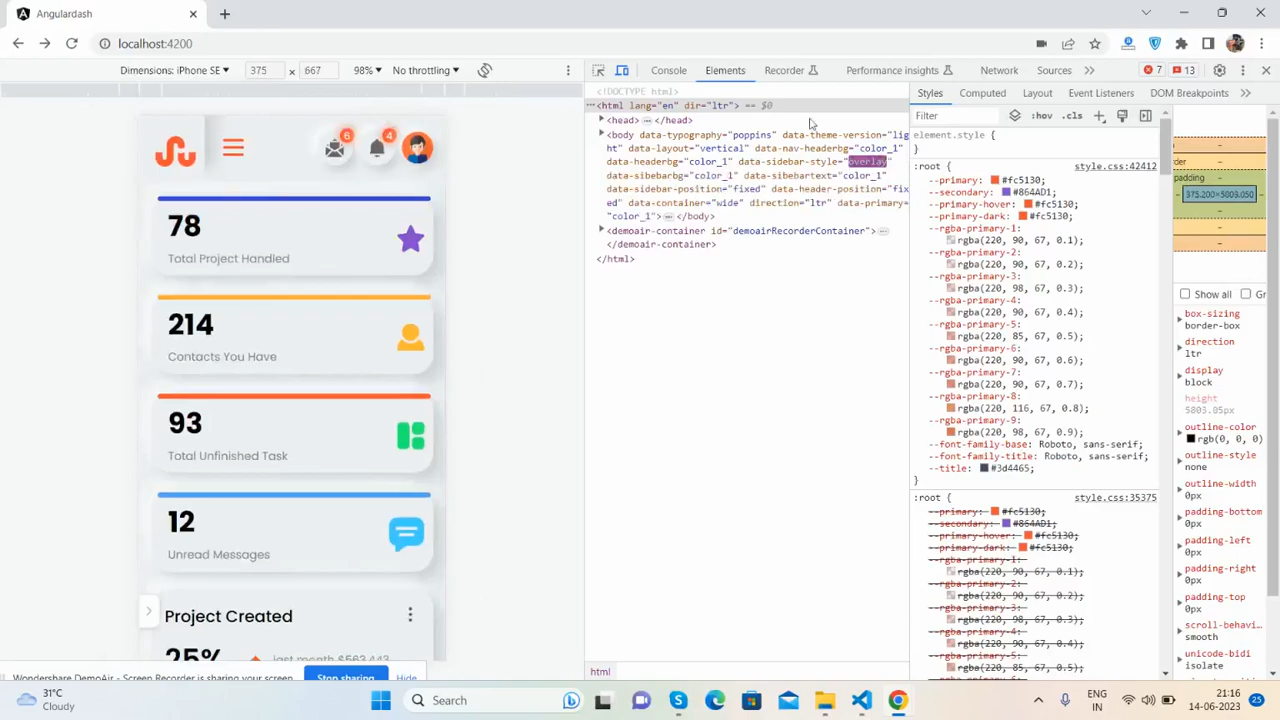 Angulardash
localhost:4200
Dimensions: iPhone SE
375
×
667
98%
No throttling
Console
Elements
Recorder
Performance insights
Network
Sources
7
13
<!DOCTYPE html>
<html lang="en" dir="ltr"> == $0
<head> </head>
<body data-typography="poppins" data-theme-version="lig
ht" data-layout="vertical" data-nav-headerbg="color_1"
data-headerbg="color_1" data-sidebar-style="overlay"
data-sibebarbg="color_1" data-sibebartext="color_1"
data-sidebar-position="fixed" data-header-position="fix
ed" data-container="wide" direction="ltr" data-primary=
"color_1"> </body>
<demoair-container id="demoairRecorderContainer">
</demoair-container>
</html>
html
6
4
78
Total Project Handled
214
Contacts You Have
93
Total Unfinished Task
12
Unread Messages
Project Created
25%
last month $563,443
Wondershare DemoAir - Screen Recorder is sharing your screen.
Stop sharing
Hide
Styles
Computed
Layout
Event Listeners
DOM Breakpoints
Filter
:hov
.cls
element.style {
}
:root {
style.css:42412
--primary: #fc5130;
--secondary: #864AD1;
--primary-hover: #fc5130;
--primary-dark: #fc5130;
--rgba-primary-1:
rgba(220, 90, 67, 0.1);
--rgba-primary-2:
rgba(220, 90, 67, 0.2);
--rgba-primary-3:
rgba(220, 98, 67, 0.3);
--rgba-primary-4:
rgba(220, 90, 67, 0.4);
--rgba-primary-5:
rgba(220, 85, 67, 0.5);
--rgba-primary-6:
rgba(220, 90, 67, 0.6);
--rgba-primary-7:
rgba(220, 90, 67, 0.7);
--rgba-primary-8:
rgba(220, 116, 67, 0.8);
--rgba-primary-9:
rgba(220, 98, 67, 0.9);
--font-family-base: Roboto, sans-serif;
--font-family-title: Roboto, sans-serif;
--title: #3d4465;
}
:root {
style.css:35375
--primary: #fc5130;
--secondary: #864AD1;
--primary-hover: #fc5130;
--primary-dark: #fc5130;
--rgba-primary-1:
rgba(220, 90, 67, 0.1);
--rgba-primary-2:
rgba(220, 90, 67, 0.2);
--rgba-primary-3:
rgba(220, 98, 67, 0.3);
--rgba-primary-4:
rgba(220, 90, 67, 0.4);
--rgba-primary-5:
rgba(220, 85, 67, 0.5);
--rgba-primary-6:
rder
padding
375.200×5803.050
Show all
Gr
box-sizing
border-box
direction
ltr
display
block
height
5803.05px
outline-color
rgb(0, 0, 0)
outline-style
none
outline-width
0px
padding-bottom
0px
padding-left
0px
padding-right
0px
padding-top
0px
scroll-behavi…
smooth
unicode-bidi
isolate
31°C
Cloudy
Search
ENG
IN
21:16
14-06-2023
25